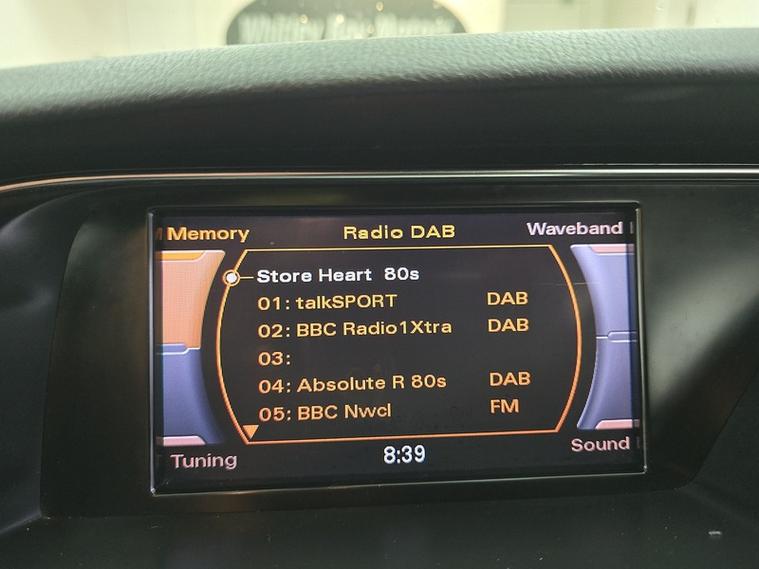 Memory Radio DAB Waveband
Store Heart 80s
01: talkSPORT DAB
02: BBC Radio1Xtra DAB
03:
04: Absolute R 80s DAB
05: BBC Nwcl FM
Tuning 8:39 Sound